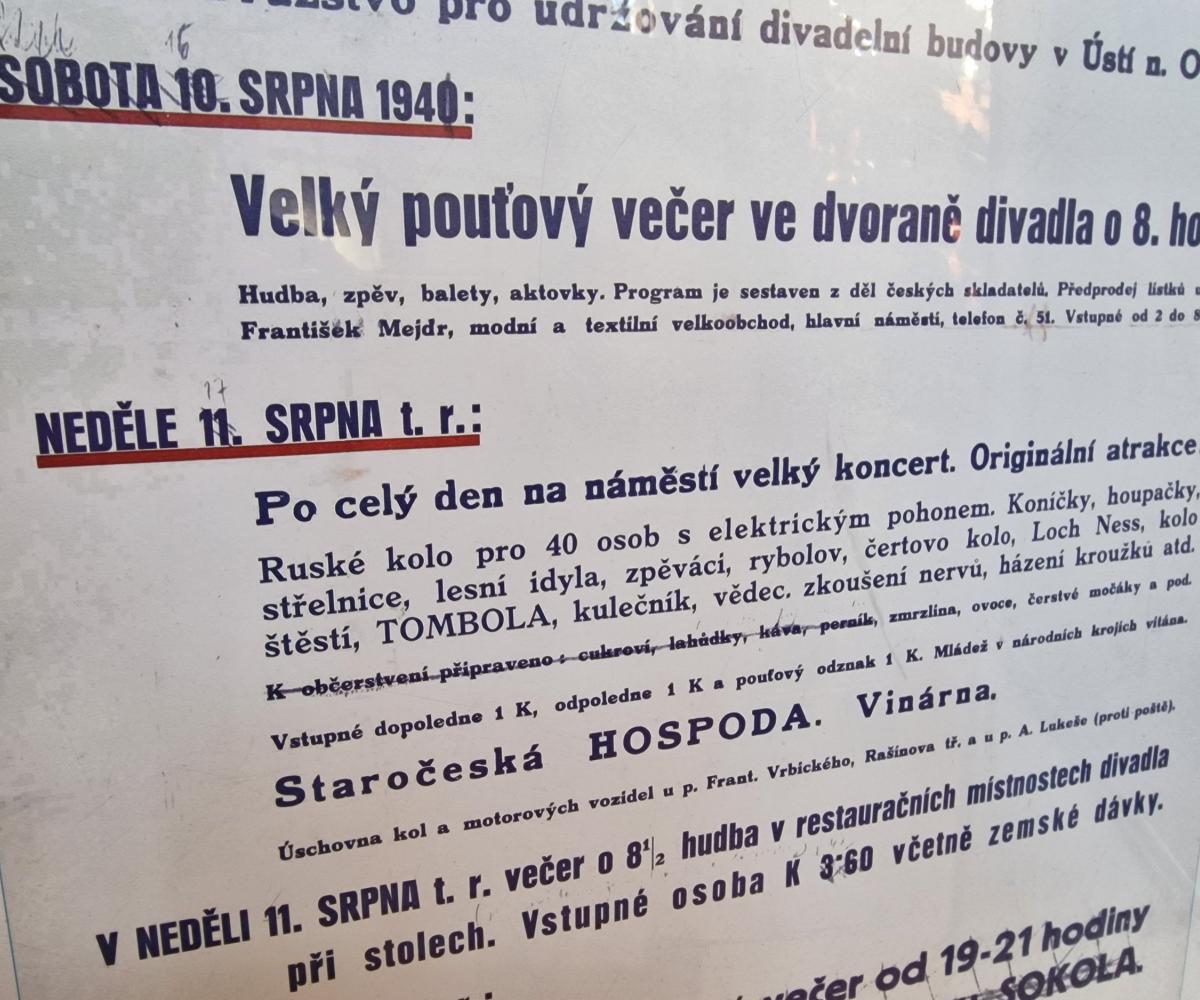 pro udržování divadelní budovy v Ústí n. O
16
SOBOTA 10. SRPNA 1940:
Velký pouťový večer ve dvoraně divadla o 8. ho
Hudba, zpěv, balety, aktovky. Program je sestaven z děl českých skladatelů, Předprodej lístků u
František Mejdr, modní a textilní velkoobchod, hlavní náměstí, telefon č. 51. Vstupné od 2 do 8
17
NEDĚLE 11. SRPNA t. r.:
Po celý den na náměstí velký koncert. Originální atrakce.
Ruské kolo pro 40 osob s elektrickým pohonem. Koníčky, houpačky,
střelnice, lesní idyla, zpěváci, rybolov, čertovo kolo, Loch Ness, kolo
štěstí, TOMBOLA, kulečník, vědec. zkoušení nervů, házení kroužků atd.
K občerstvení připraveno: cukroví, lahůdky, káva, perník, zmrzlina, ovoce, čerstvé močáky a pod.
Vstupné dopoledne 1 K, odpoledne 1 K a pouťový odznak 1 K. Mládež v národních krojich vítána.
Staročeská HOSPODA. Vinárna.
Úschovna kol a motorových vozidel u p. Frant. Vrbického, Rašínova tř. a u p. A. Lukeše (proti poště).
V NEDĚLI 11. SRPNA t. r. večer o 8½ hudba v restauračních místnostech divadla
při stolech. Vstupné osoba K 3·60 včetně zemské dávky.
večer od 19-21 hodiny
SOKOLA.